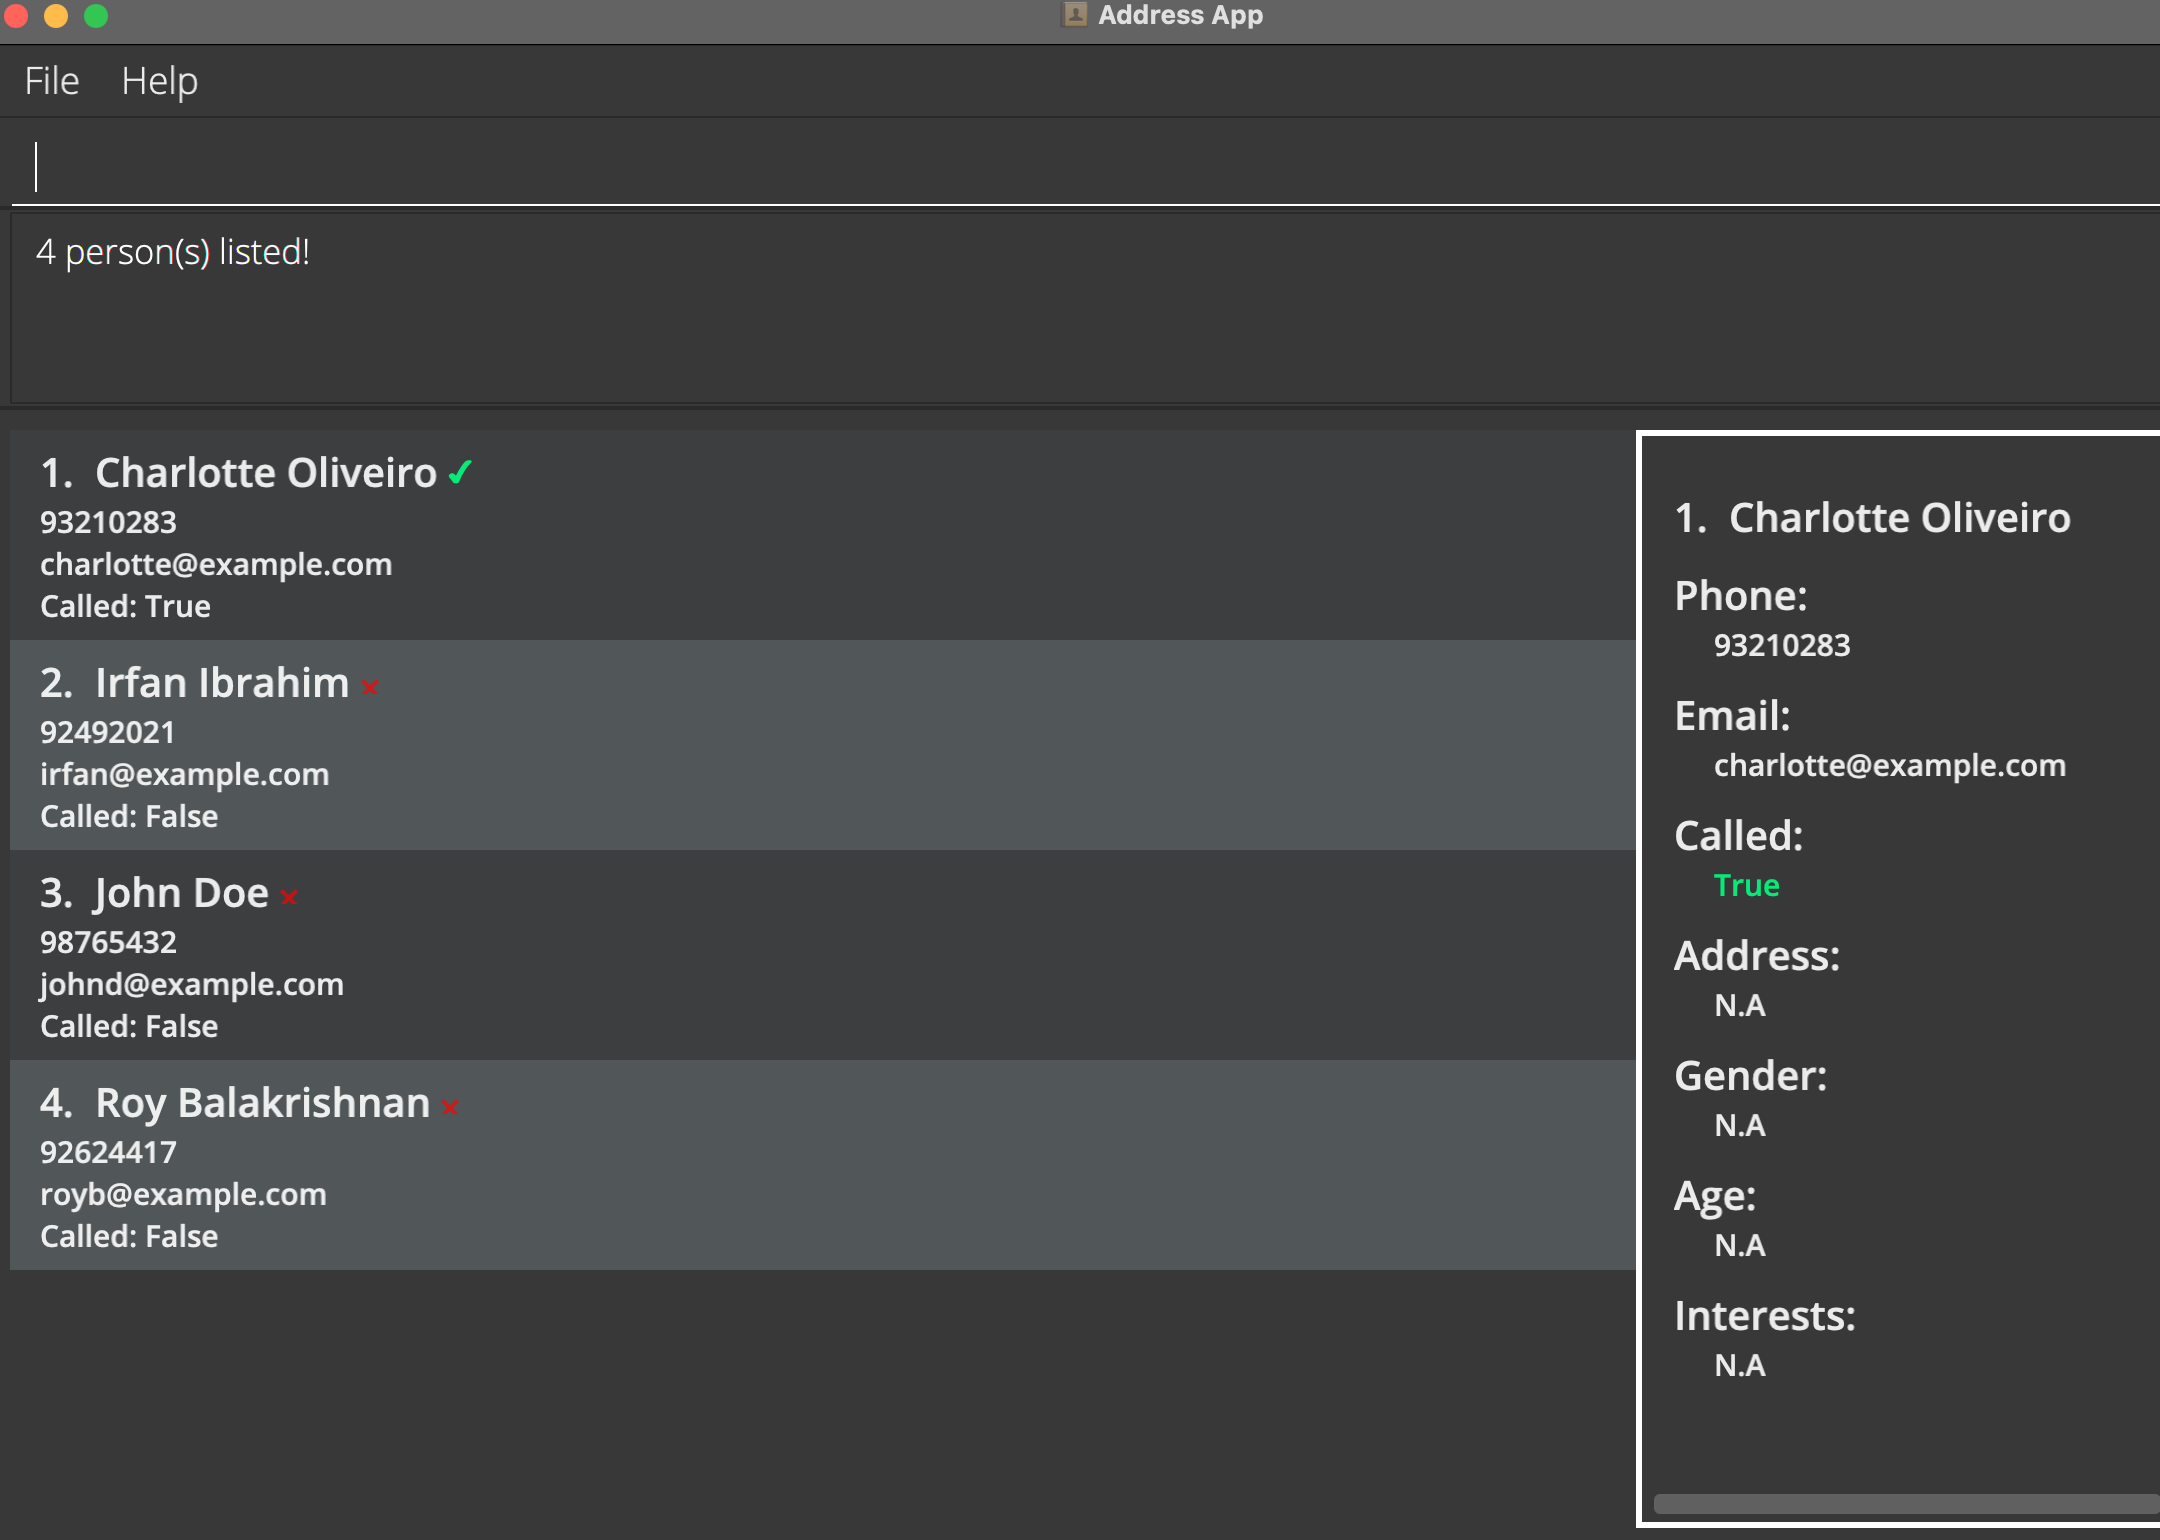 Address App
File Help
4 person(s) listed!
1. Charlotte Oliveiro ✓
93210283
charlotte@example.com
Called: True
2. Irfan Ibrahim ×
92492021
irfan@example.com
Called: False
3. John Doe ×
98765432
johnd@example.com
Called: False
4. Roy Balakrishnan ×
92624417
royb@example.com
Called: False
1. Charlotte Oliveiro
Phone:
93210283
Email:
charlotte@example.com
Called:
True
Address:
N.A
Gender:
N.A
Age:
N.A
Interests:
N.A